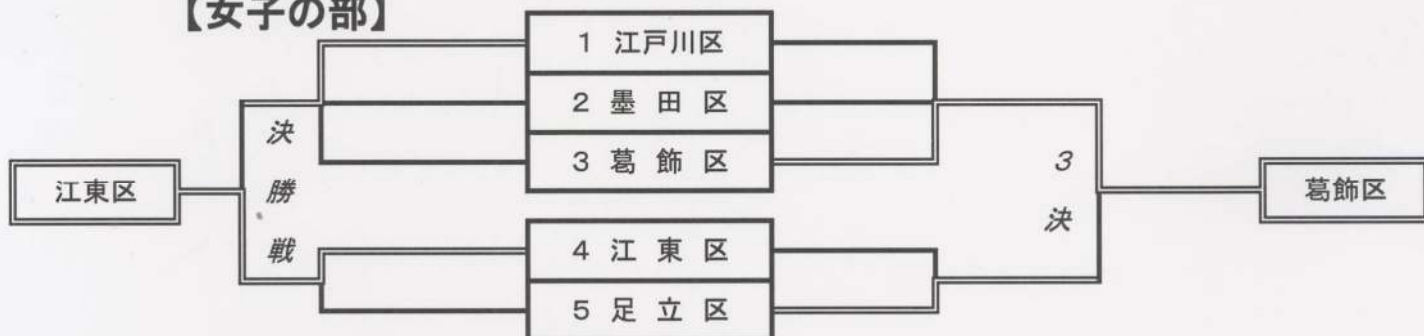 【女子の部】
1 江戸川区
2 墨田区
3 葛飾区
4 江東区
5 足立区
決勝戦
江東区
3決
葛飾区